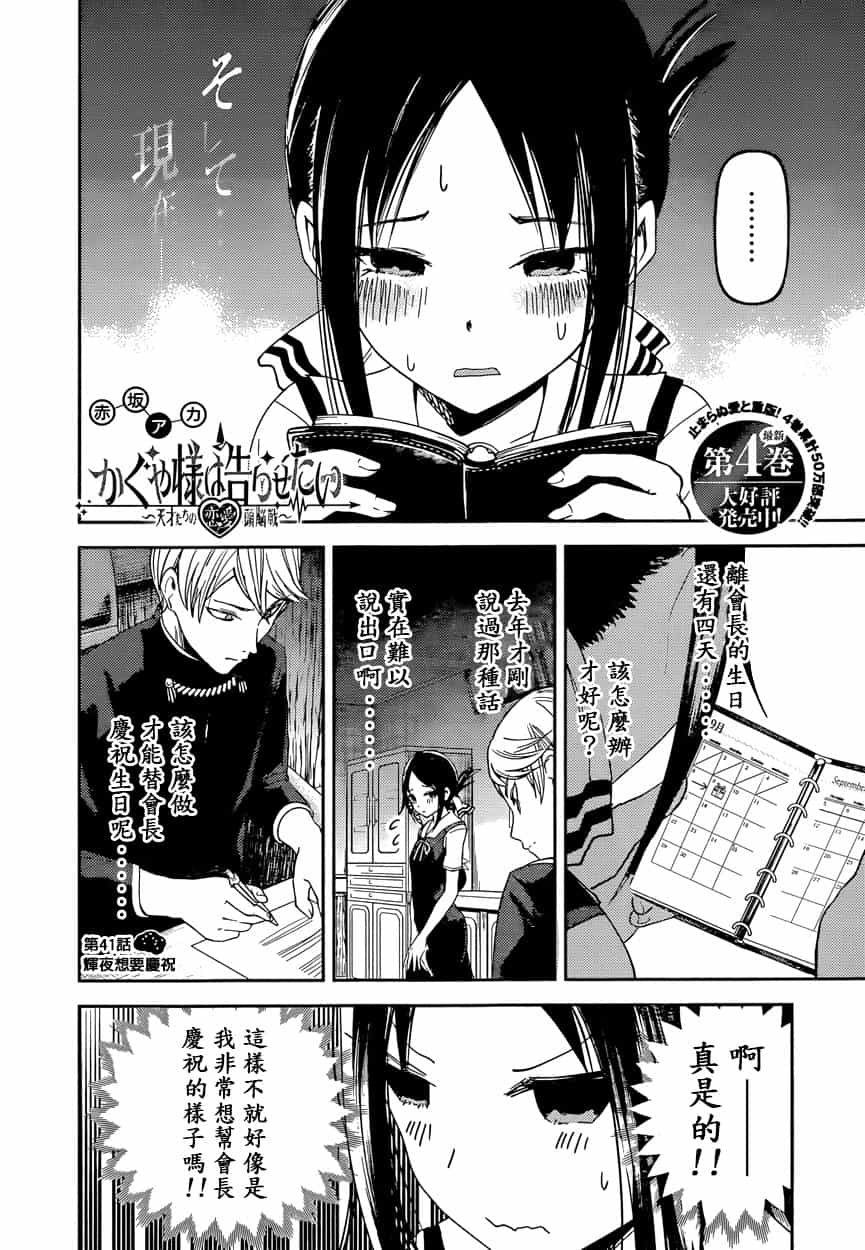 そして・・・
現在
………
赤坂アカ
かぐや様は告らせたい
～天才たちの恋愛頭脳戦～
止まらぬ愛と重版！4巻累計50万部突破!!
最新
第4巻
大好評
発売中！
離會長的生日
還有四天……
9月
September
該怎麼辦
才好呢？
去年才剛
說過那種話
實在難以
說出口啊……
該怎麼做
才能替會長
慶祝生日呢………
第41話
輝夜想要慶祝
啊——
真是的!!
這樣不就好像是
我非常想幫會長
慶祝的樣子嗎!!